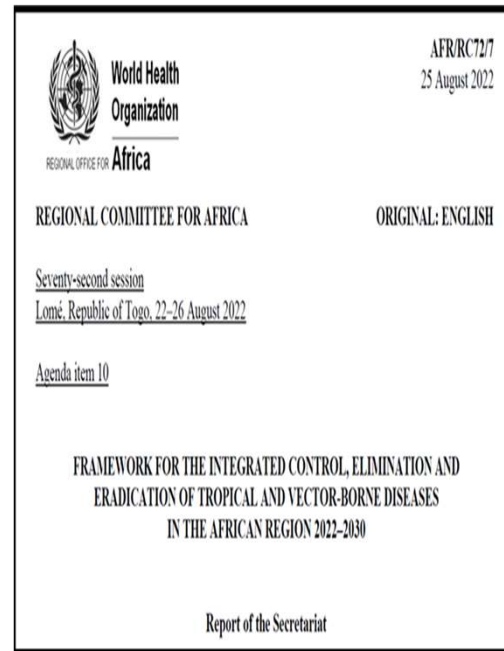 AFR/RC72/7
25 August 2022
World Health
Organization
REGIONAL OFFICE FOR Africa
REGIONAL COMMITTEE FOR AFRICA ORIGINAL: ENGLISH
Seventy-second session
Lomé, Republic of Togo, 22–26 August 2022
Agenda item 10
FRAMEWORK FOR THE INTEGRATED CONTROL, ELIMINATION AND
ERADICATION OF TROPICAL AND VECTOR-BORNE DISEASES
IN THE AFRICAN REGION 2022–2030
Report of the Secretariat